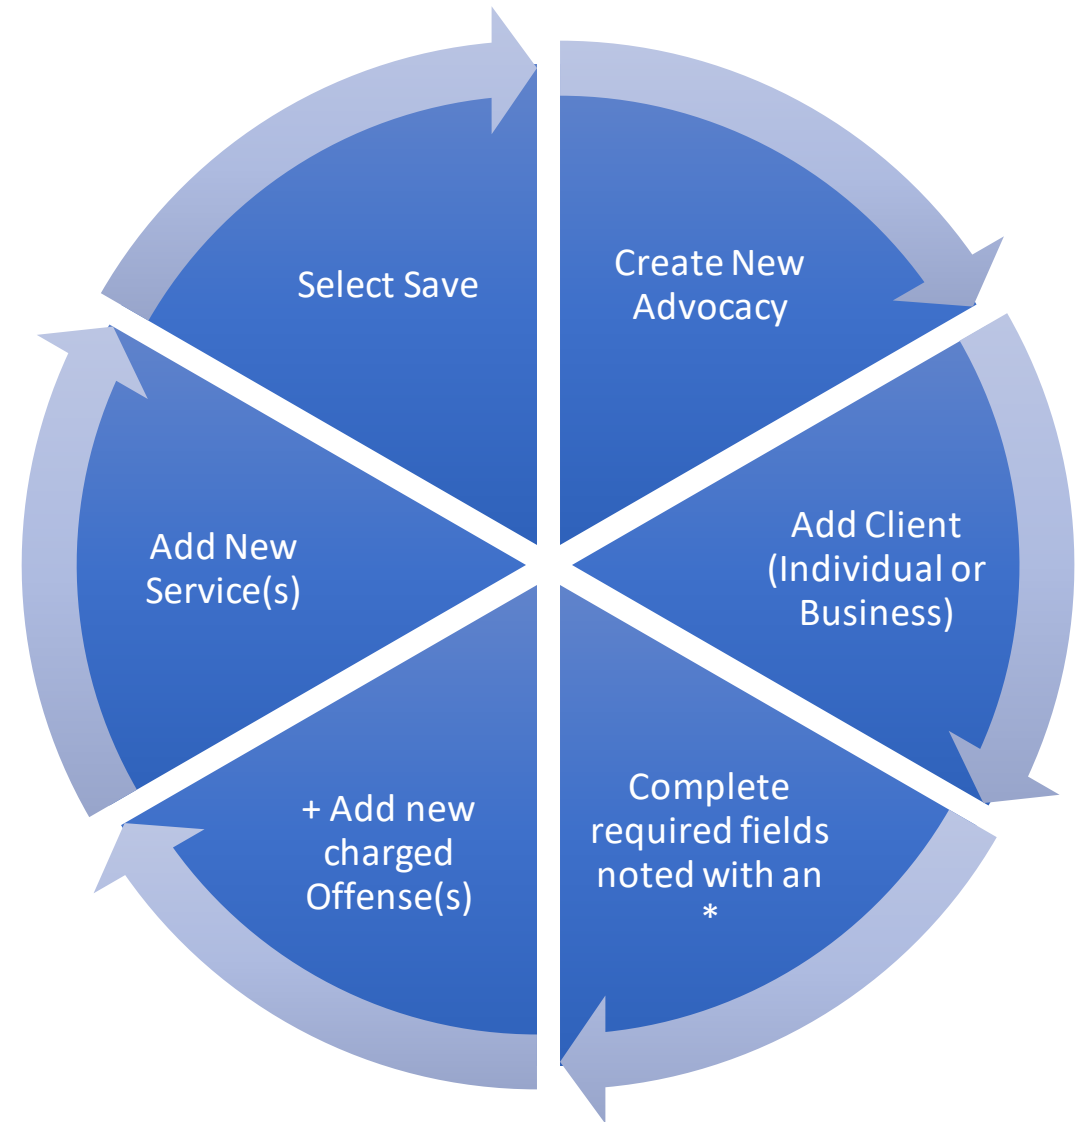 Create New
Advocacy
Add Client
(Individual or
Business)
Complete
required fields
noted with an
*
+ Add new
charged
Offense(s)
Add New
Service(s)
Select Save